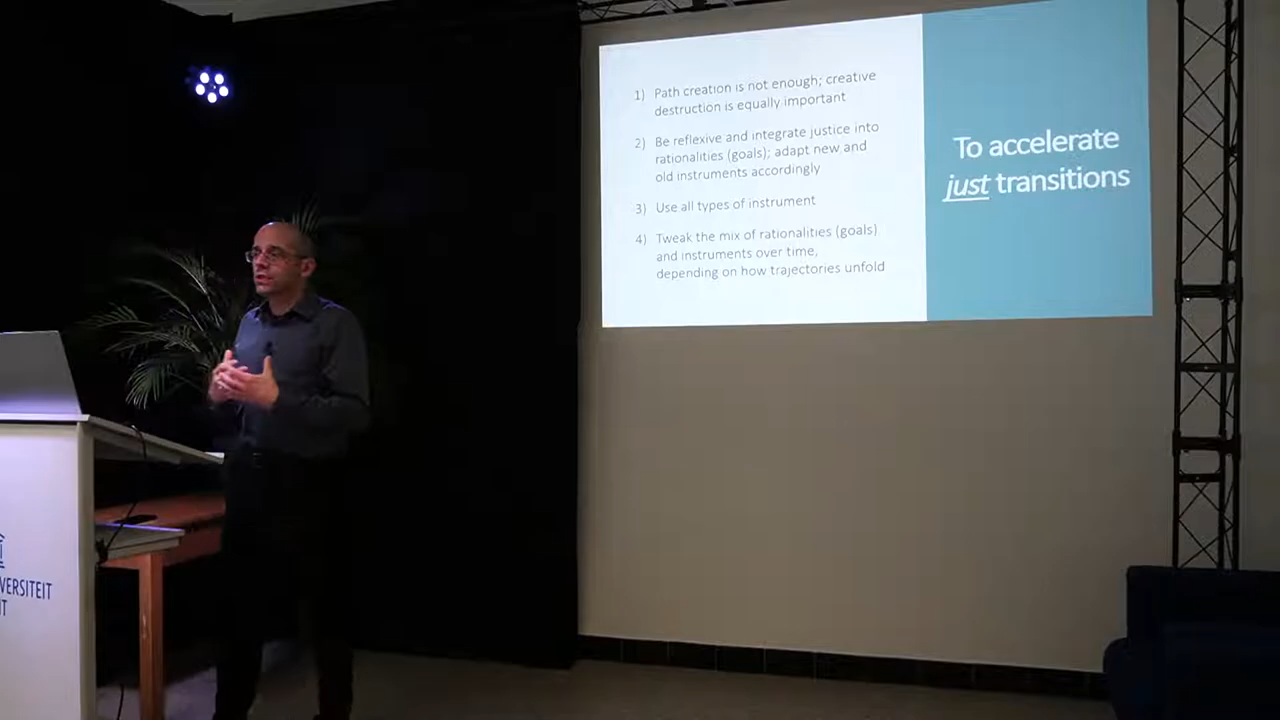 1) Path creation is not enough; creative
destruction is equally important
2) Be reflexive and integrate justice into
rationalities (goals); adapt new and
old instruments accordingly
3) Use all types of instrument
4) Tweak the mix of rationalities (goals)
and instruments over time,
depending on how trajectories unfold
To accelerate
just transitions
VERSITEIT
IT